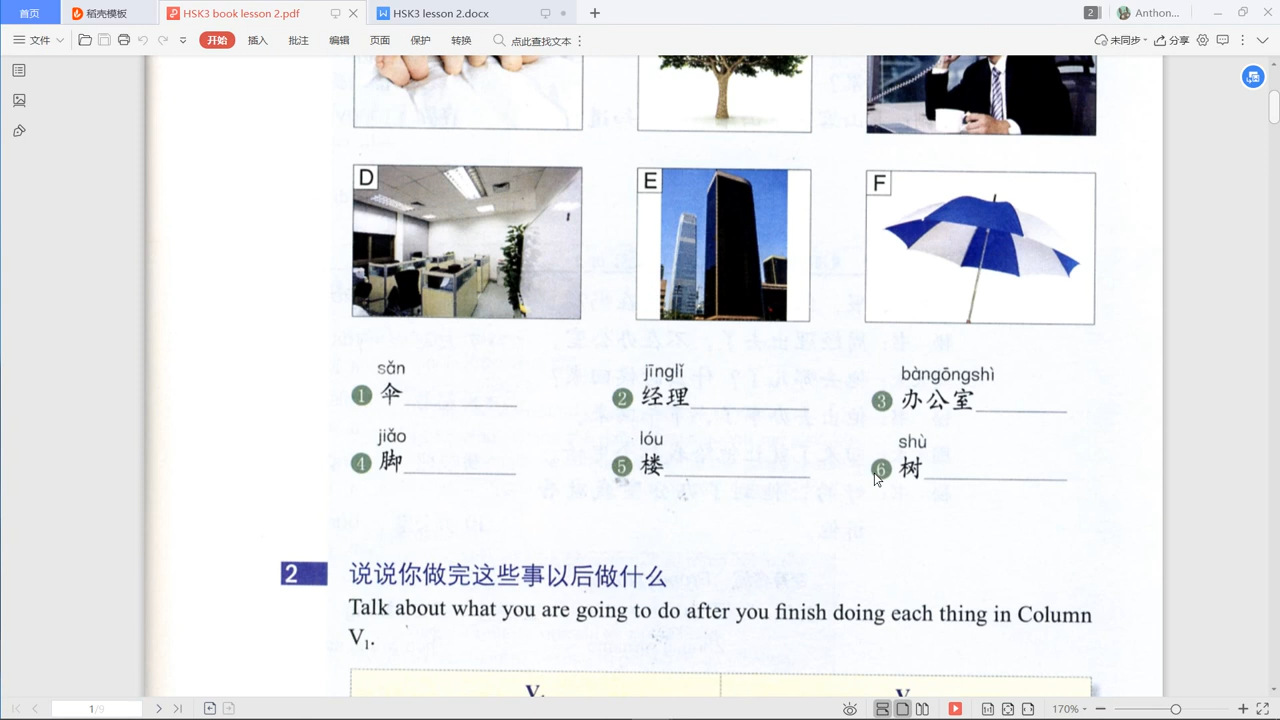 首页
稻壳模板
HSK3 book lesson 2.pdf
HSK3 lesson 2.docx
2
Anthon...
文件
开始
插入
批注
编辑
页面
保护
转换
点此查找文本
未同步
分享
D
E
F
sǎn
jīnglǐ
bàngōngshì
1 伞
2 经理
3 办公室
jiǎo
lóu
shù
4 脚
5 楼
6 树
2 说说你做完这些事以后做什么
Talk about what you are going to do after you finish doing each thing in Column
V₁.
1/9
170%